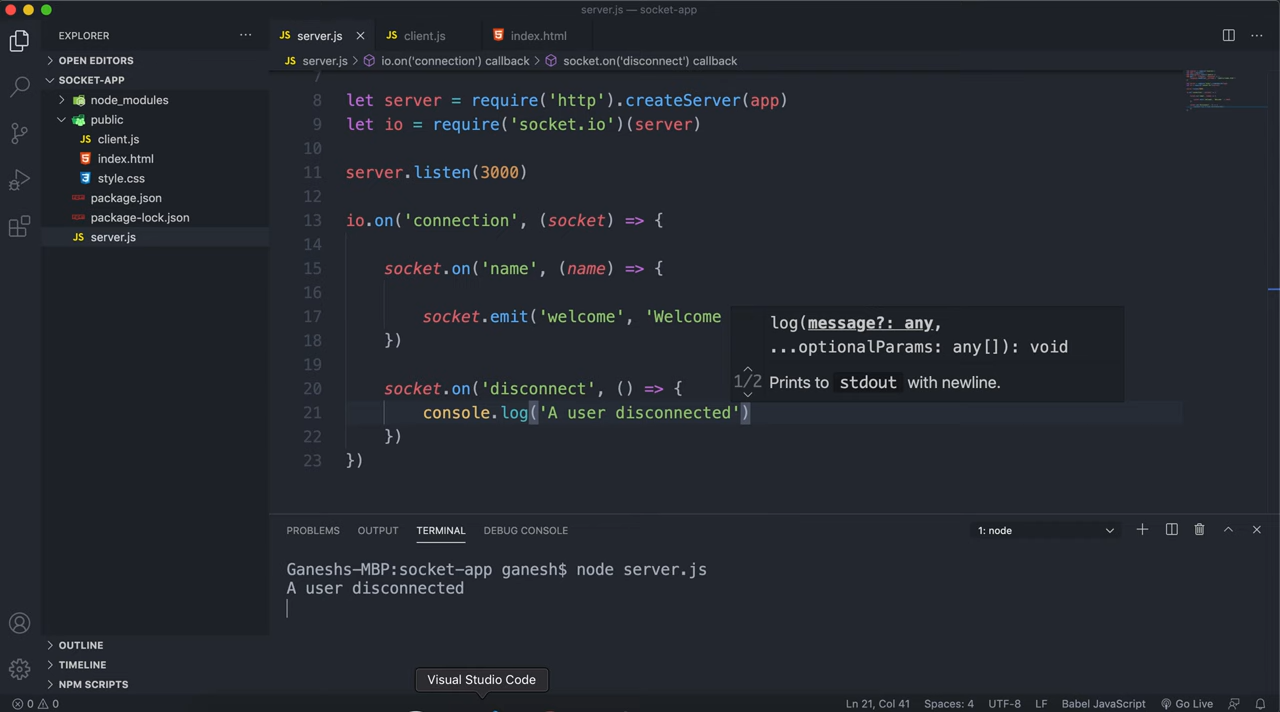 server.js — socket-app
EXPLORER
OPEN EDITORS
SOCKET-APP
node_modules
public
JS client.js
index.html
style.css
package.json
package-lock.json
JS server.js
OUTLINE
TIMELINE
NPM SCRIPTS
JS server.js
JS client.js
index.html
JS server.js > io.on('connection') callback > socket.on('disconnect') callback
7
8 let server = require('http').createServer(app)
9 let io = require('socket.io')(server)
10
11 server.listen(3000)
12
13 io.on('connection', (socket) => {
14
15 socket.on('name', (name) => {
16
17 socket.emit('welcome', 'Welcome
18 })
19
20 socket.on('disconnect', () => {
21 console.log('A user disconnected')
22 })
23 })
log(message?: any,
...optionalParams: any[]): void
1/2 Prints to stdout with newline.
PROBLEMS OUTPUT TERMINAL DEBUG CONSOLE
1: node
Ganeshs-MBP:socket-app ganesh$ node server.js
A user disconnected
Visual Studio Code
0 0
Ln 21, Col 41 Spaces: 4 UTF-8 LF Babel JavaScript Go Live